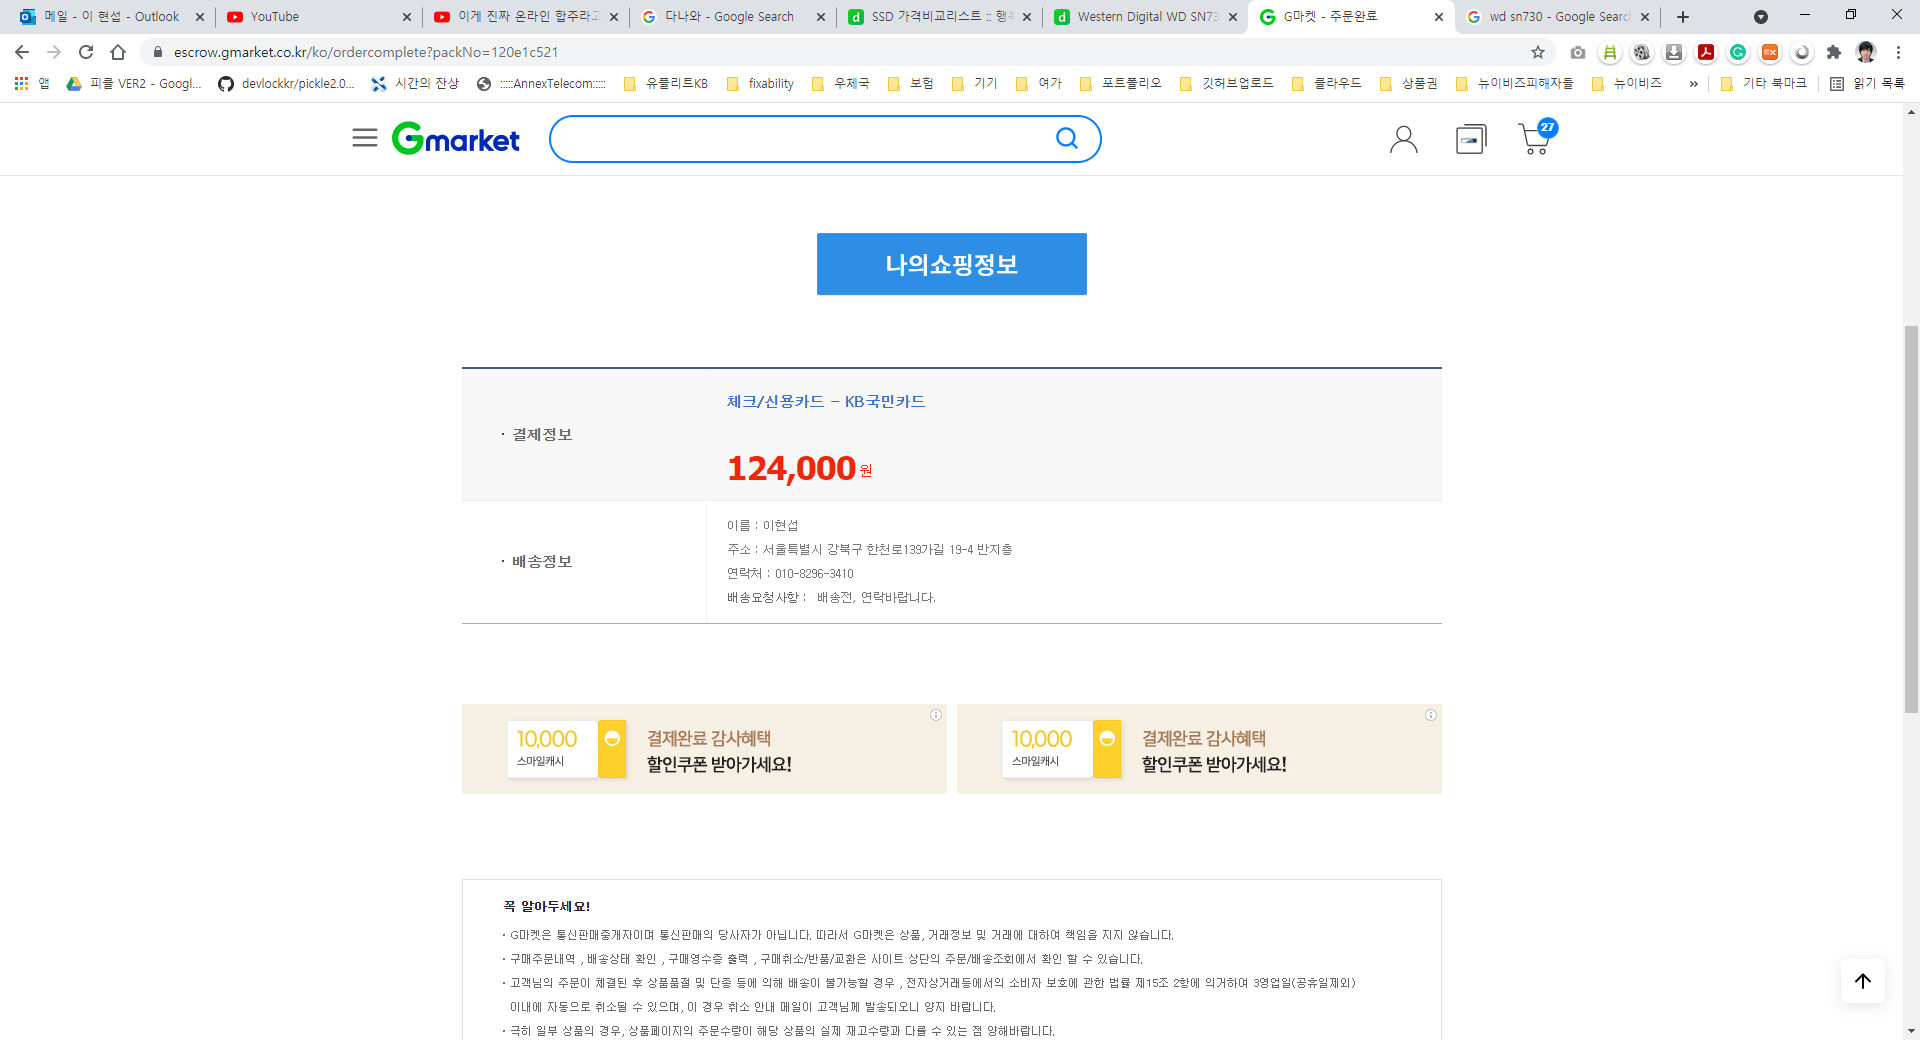 메일 - 이 현섭 - Outlook
YouTube
이게 진짜 온라인 합주라고
다나와 - Google Search
SSD 가격비교리스트 :: 행복
Western Digital WD SN73
G마켓 - 주문완료
wd sn730 - Google Search
escrow.gmarket.co.kr/ko/ordercomplete?packNo=120e1c521
앱
피클 VER2 - Googl...
devlockkr/pickle2.0...
시간의 잔상
:::::AnnexTelecom:::::
유플리트KB
fixability
우체국
보험
기기
여가
포트폴리오
깃허브업로드
클라우드
상품권
뉴이비즈피해자들
뉴이비즈
»
기타 북마크
읽기 목록
Gmarket
27
나의쇼핑정보
· 결제정보
체크/신용카드 - KB국민카드
124,000원
· 배송정보
이름 : 이현섭
주소 : 서울특별시 강북구 한천로139가길 19-4 반지층
연락처 : 010-8296-3410
배송요청사항 : 배송전, 연락바랍니다.
10,000
스마일캐시
결제완료 감사혜택
할인쿠폰 받아가세요!
10,000
스마일캐시
결제완료 감사혜택
할인쿠폰 받아가세요!
꼭 알아두세요!
· G마켓은 통신판매중개자이며 통신판매의 당사자가 아닙니다. 따라서 G마켓은 상품, 거래정보 및 거래에 대하여 책임을 지지 않습니다.
· 구매주문내역 , 배송상태 확인 , 구매영수증 출력 , 구매취소/반품/교환은 사이트 상단의 주문/배송조회에서 확인 할 수 있습니다.
· 고객님의 주문이 체결된 후 상품품절 및 단종 등에 의해 배송이 불가능할 경우 , 전자상거래등에서의 소비자 보호에 관한 법률 제15조 2항에 의거하여 3영업일(공휴일제외)
이내에 자동으로 취소될 수 있으며, 이 경우 취소 안내 메일이 고객님께 발송되오니 양지 바랍니다.
· 극히 일부 상품의 경우, 상품페이지의 주문수량이 해당 상품의 실제 재고수량과 다를 수 있는 점 양해바랍니다.